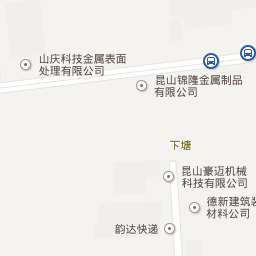 山庆科技金属表面
处理有限公司
昆山锦隆金属制品
有限公司
下塘
昆山豪迈机械
科技有限公司
德新建筑装
材料公司
韵达快递